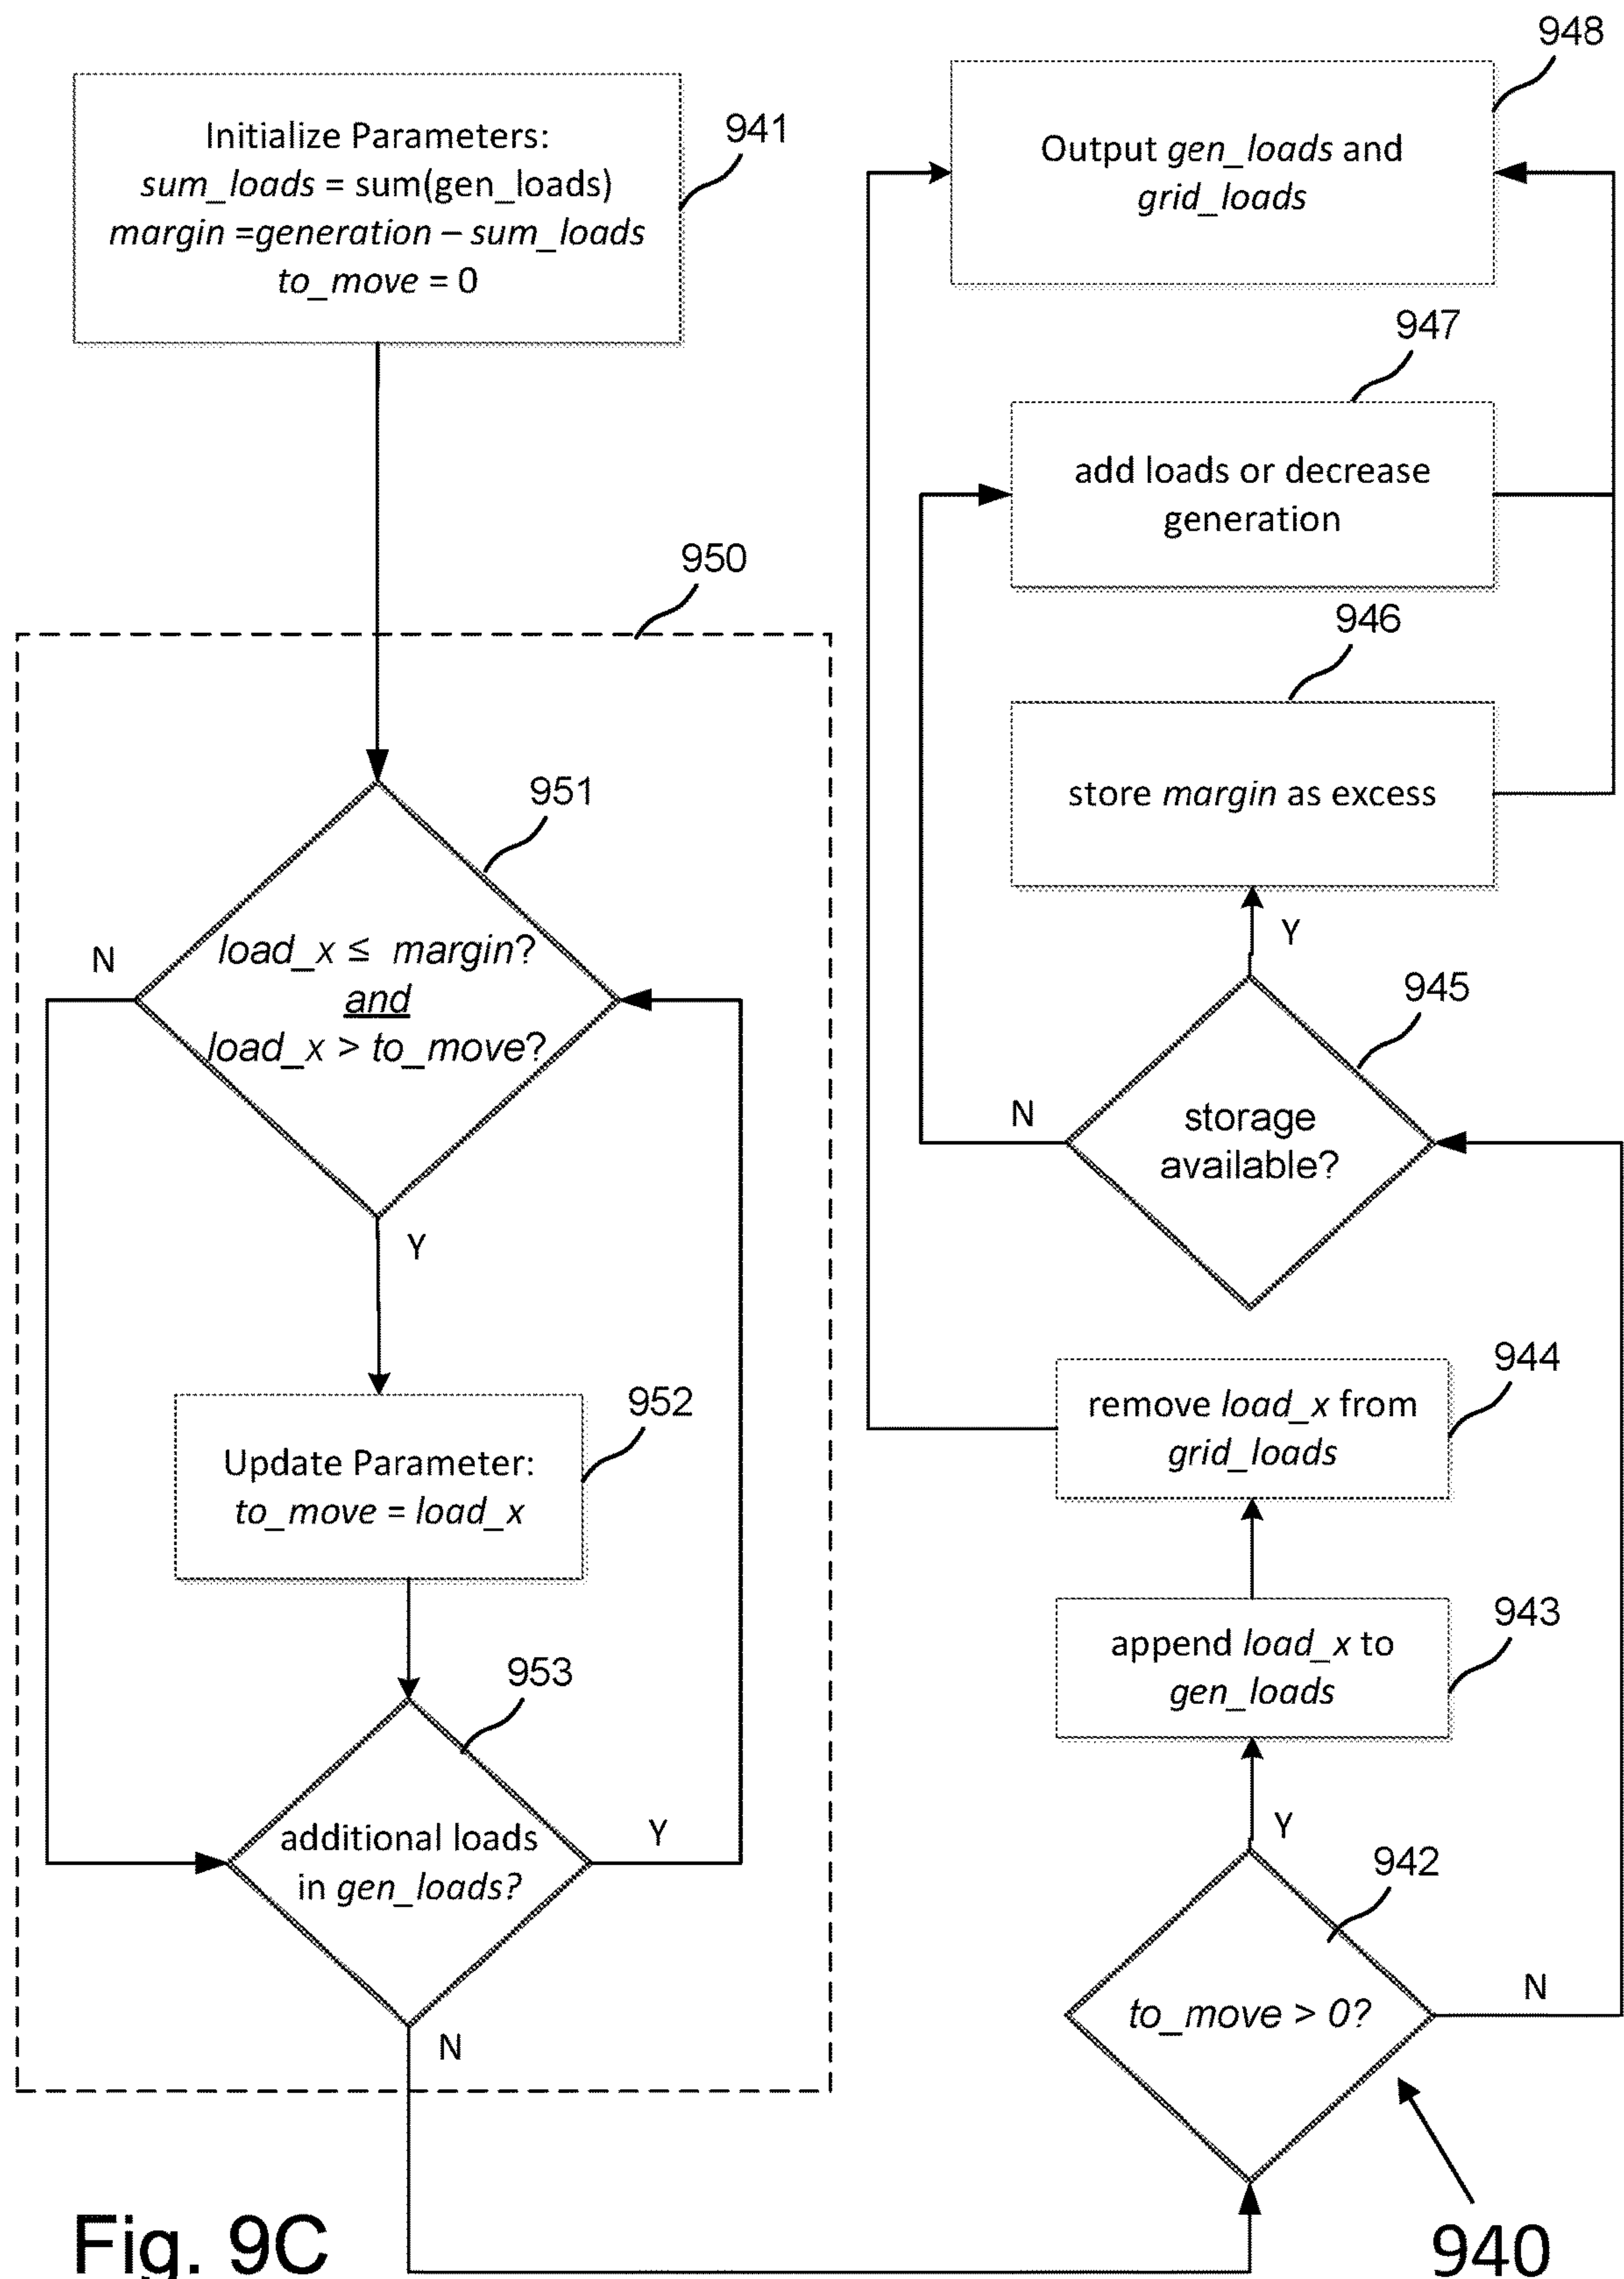 941
Initialize Parameters:
sum_loads = sum(gen_loads)
margin =generation – sum_loads
to_move = 0
950
951
N
load_x ≤ margin?
and
load_x > to_move?
Y
952
Update Parameter:
to_move = load_x
953
additional loads
in gen_loads?
Y
N
948
Output gen_loads and
grid_loads
947
add loads or decrease
generation
946
store margin as excess
Y
945
N
storage
available?
944
remove load_x from
grid_loads
943
append load_x to
gen_loads
Y
942
to_move > 0?
N
940
Fig. 9C